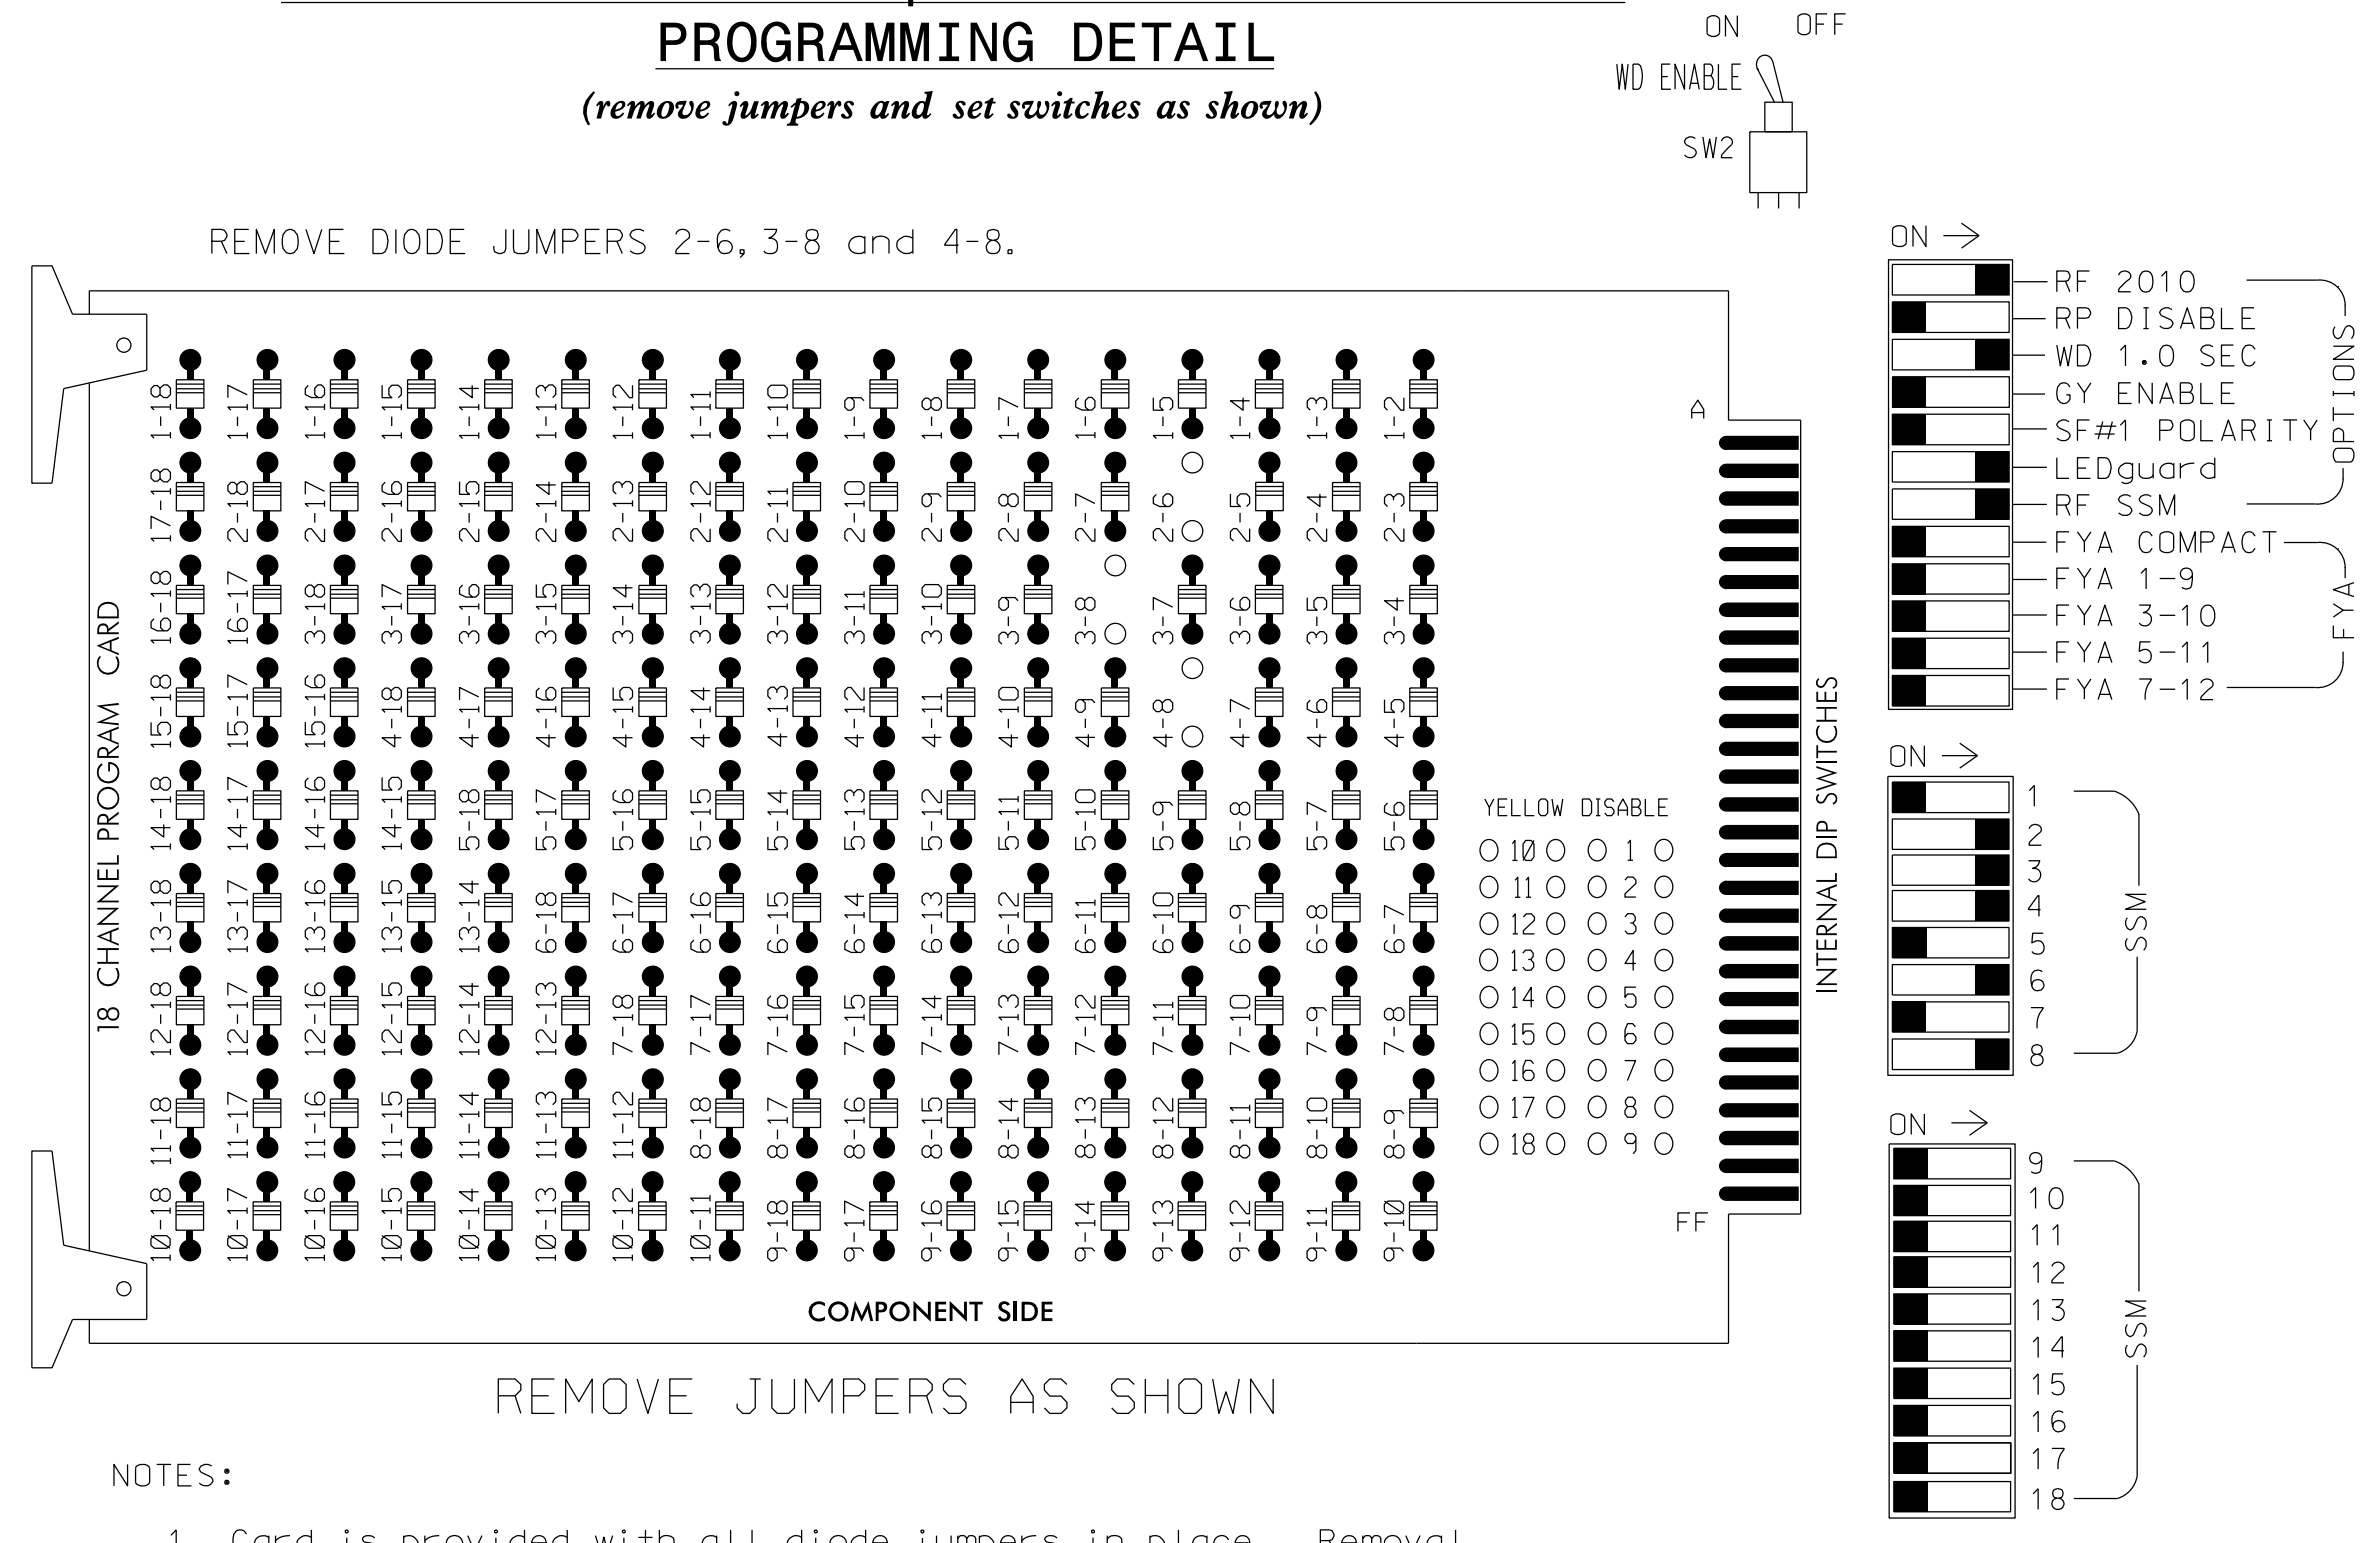 PROGRAMMING DETAIL
(remove jumpers and set switches as shown)
ON OFF
WD ENABLE
SW2
REMOVE DIODE JUMPERS 2-6, 3-8 and 4-8.
18 CHANNEL PROGRAM CARD
1-18 1-17 1-16 1-15 1-14 1-13 1-12 1-11 1-10 1-9 1-8 1-7 1-6 1-5 1-4 1-3 1-2
17-18 2-18 2-17 2-16 2-15 2-14 2-13 2-12 2-11 2-10 2-9 2-8 2-7 2-6 2-5 2-4 2-3
16-18 16-17 3-18 3-17 3-16 3-15 3-14 3-13 3-12 3-11 3-10 3-9 3-8 3-7 3-6 3-5 3-4
15-18 15-17 15-16 4-18 4-17 4-16 4-15 4-14 4-13 4-12 4-11 4-10 4-9 4-8 4-7 4-6 4-5
14-18 14-17 14-16 14-15 5-18 5-17 5-16 5-15 5-14 5-13 5-12 5-11 5-10 5-9 5-8 5-7 5-6
13-18 13-17 13-16 13-15 13-14 6-18 6-17 6-16 6-15 6-14 6-13 6-12 6-11 6-10 6-9 6-8 6-7
12-18 12-17 12-16 12-15 12-14 12-13 7-18 7-17 7-16 7-15 7-14 7-13 7-12 7-11 7-10 7-9 7-8
11-18 11-17 11-16 11-15 11-14 11-13 11-12 8-18 8-17 8-16 8-15 8-14 8-13 8-12 8-11 8-10 8-9
10-18 10-17 10-16 10-15 10-14 10-13 10-12 10-11 9-18 9-17 9-16 9-15 9-14 9-13 9-12 9-11 9-10
A
YELLOW DISABLE
10 1
11 2
12 3
13 4
14 5
15 6
16 7
17 8
18 9
FF
COMPONENT SIDE
INTERNAL DIP SWITCHES
ON
RF 2010
RP DISABLE
WD 1.0 SEC
GY ENABLE
SF#1 POLARITY
LEDguard
RF SSM
OPTIONS
FYA COMPACT
FYA 1-9
FYA 3-10
FYA 5-11
FYA 7-12
FYA
ON
1
2
3
4
5
6
7
8
SSM
ON
9
10
11
12
13
14
15
16
17
18
SSM
REMOVE JUMPERS AS SHOWN
NOTES:
1. Card is provided with all diode jumpers in place. Removal